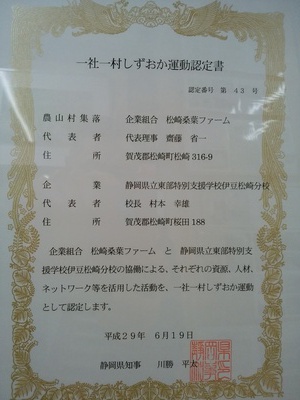 一社一村しずおか運動認定書
認定番号 第 43 号
農山村集落 企業組合 松崎桑葉ファーム
代表者 代表理事 齋藤 省一
住所 賀茂郡松崎町松崎316-9
企業 静岡県立東部特別支援学校伊豆松崎分校
代表者 校長 村本 幸雄
住所 賀茂郡松崎町桜田188
企業組合 松崎桑葉ファーム と 静岡県立東部特別支
援学校伊豆松崎分校の協働による、それぞれの資源、人材、
ネットワーク等を活用した活動を、一社一村しずおか運動
として認定します。
平成29年 6月19日
静岡県知事 川勝 平太